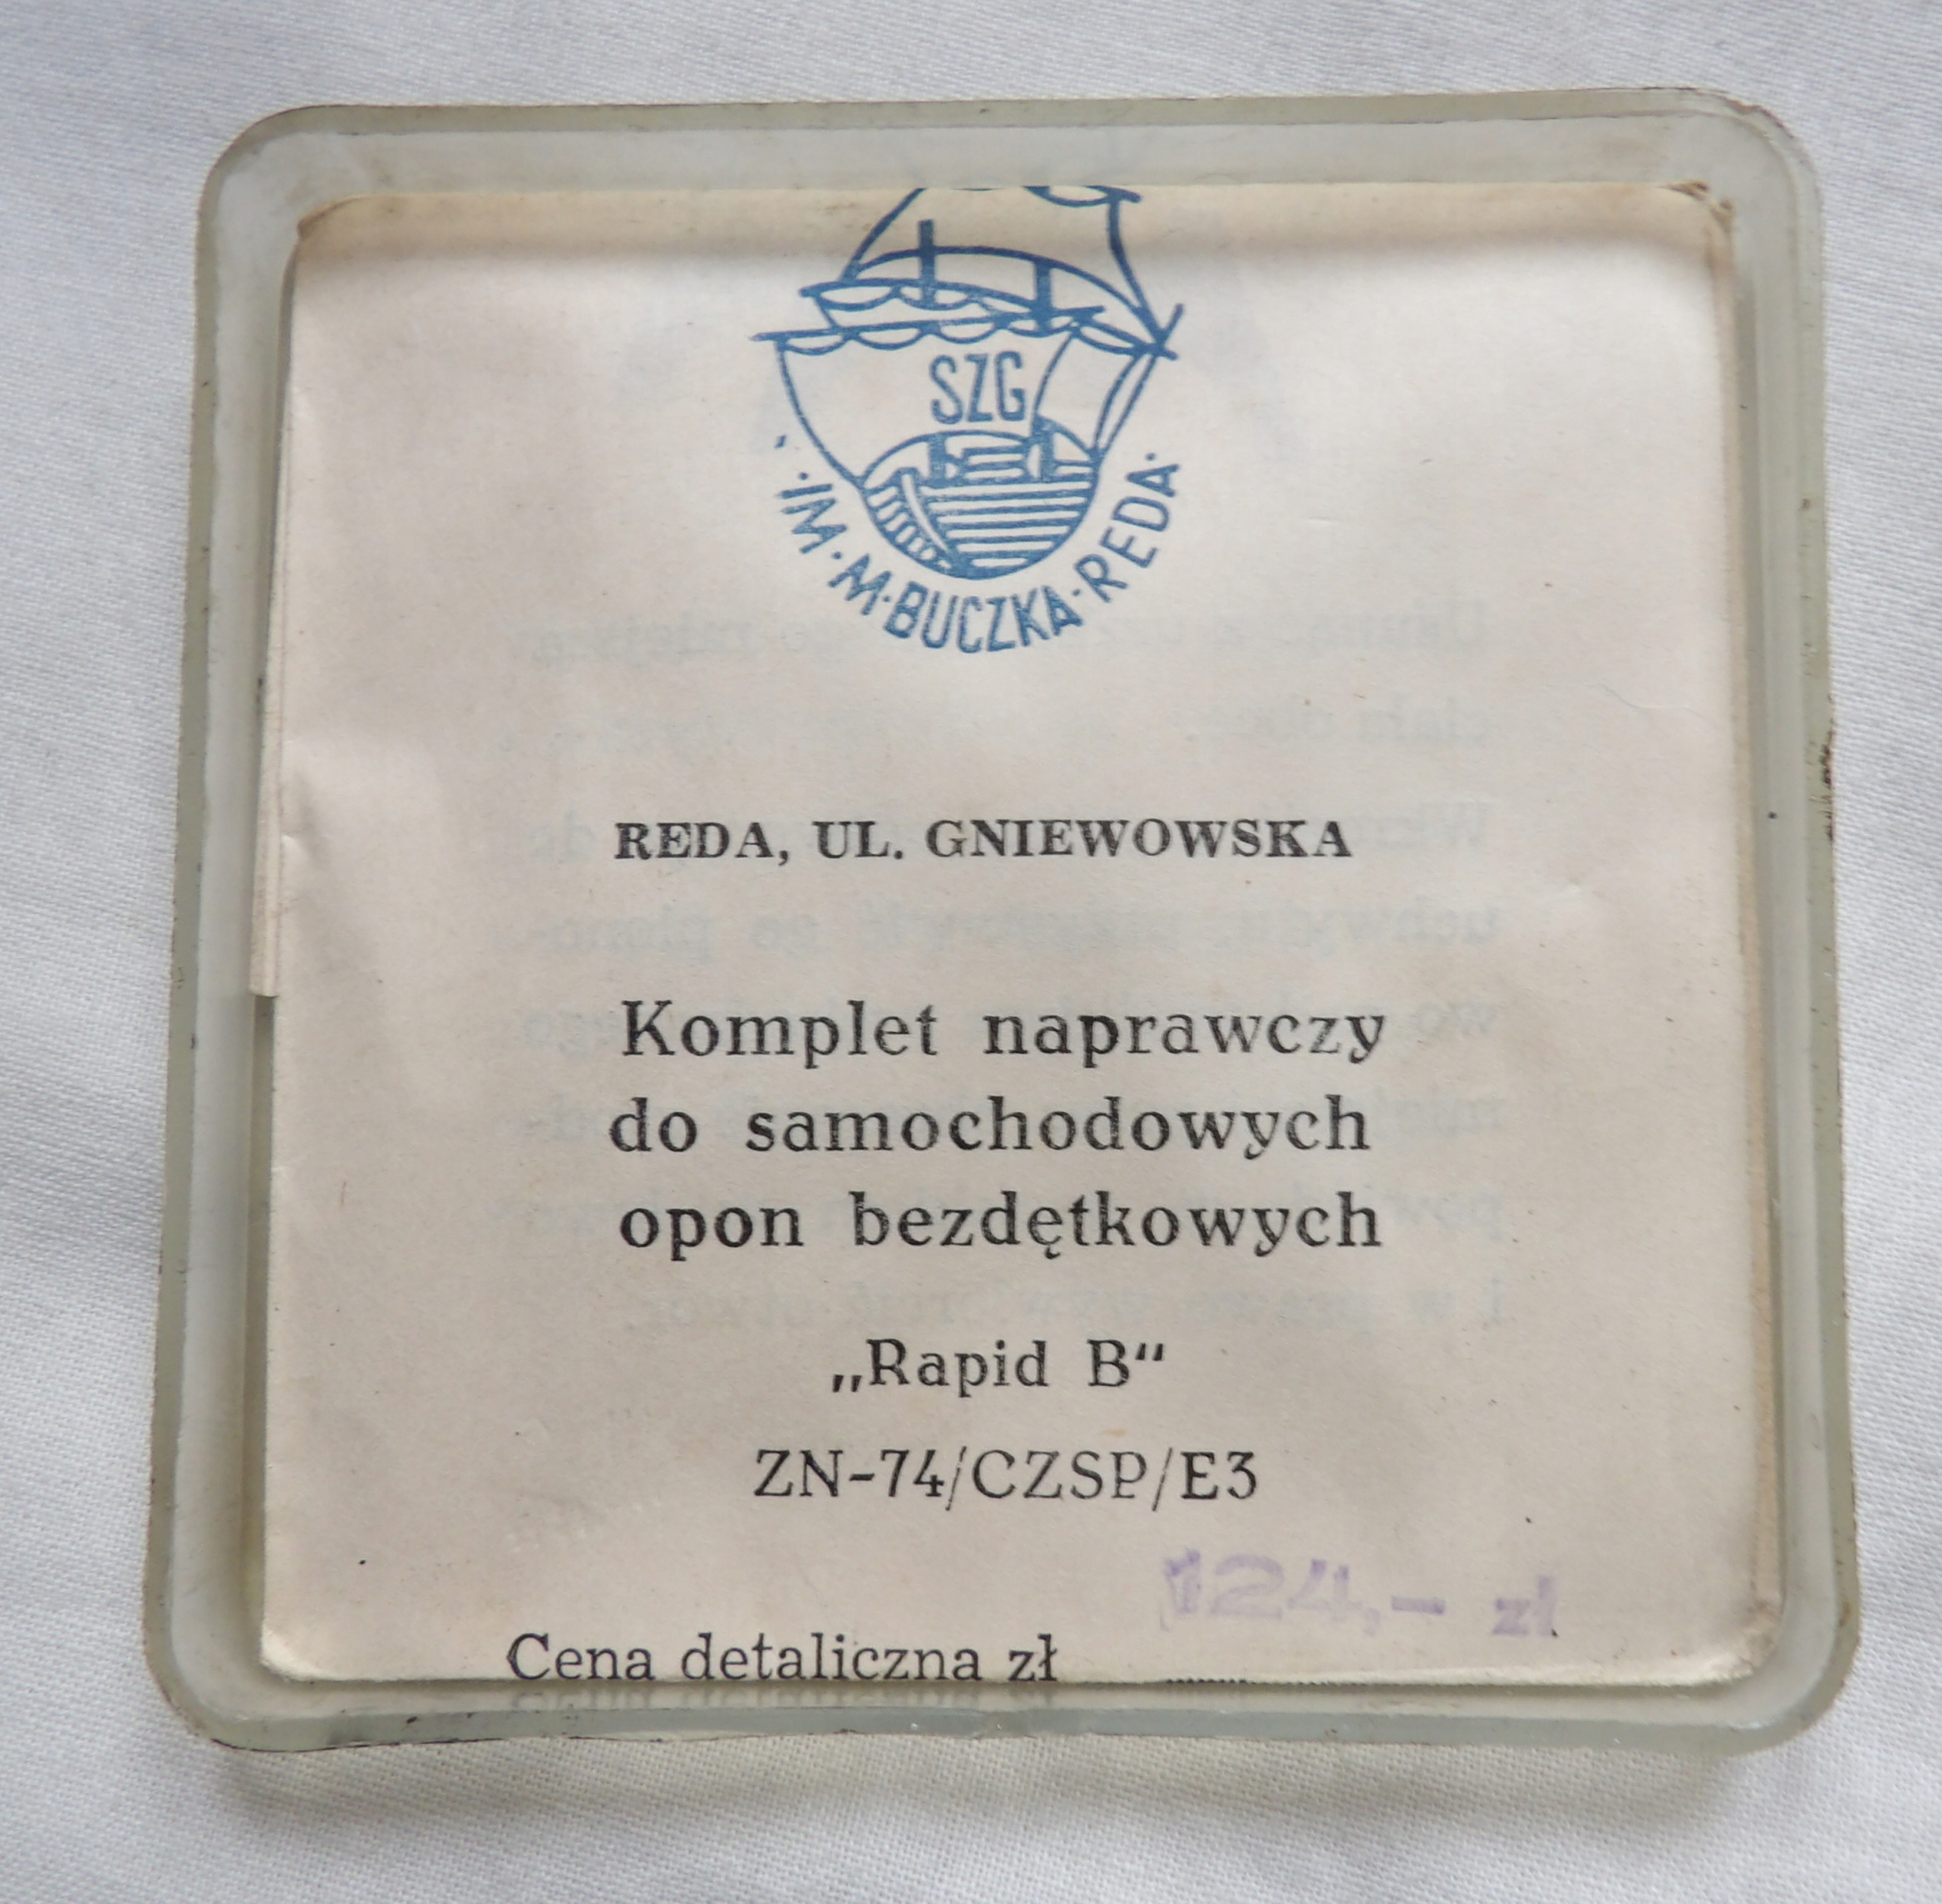 SZG
·IM·M·BUCZKA·REDA·
REDA, UL. GNIEWOWSKA
Komplet naprawczy
do samochodowych
opon bezdętkowych
„Rapid B“
ZN-74/CZSP/E3
124,- zł
Cena detaliczna zł